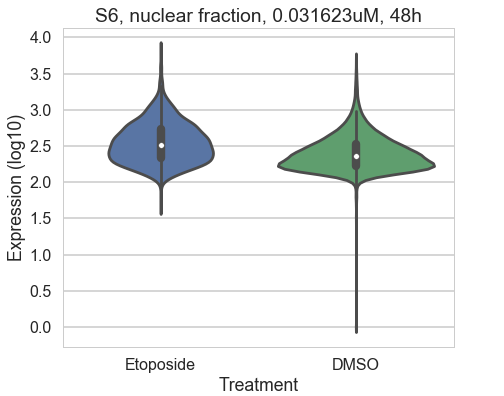 S6, nuclear fraction, 0.031623uM, 48h
4.0
3.5
3.0
2.5
2.0
1.5
1.0
0.5
0.0
Expression (log10)
Etoposide DMSO
Treatment